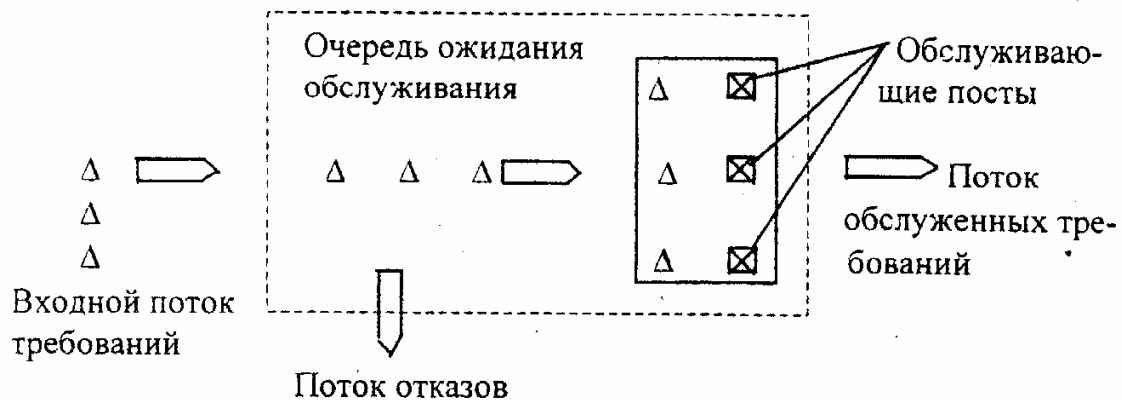 Очередь ожидания
обслуживания
Обслуживаю-
щие посты
Поток
обслуженных тре-
бований
Входной поток
требований
Поток отказов